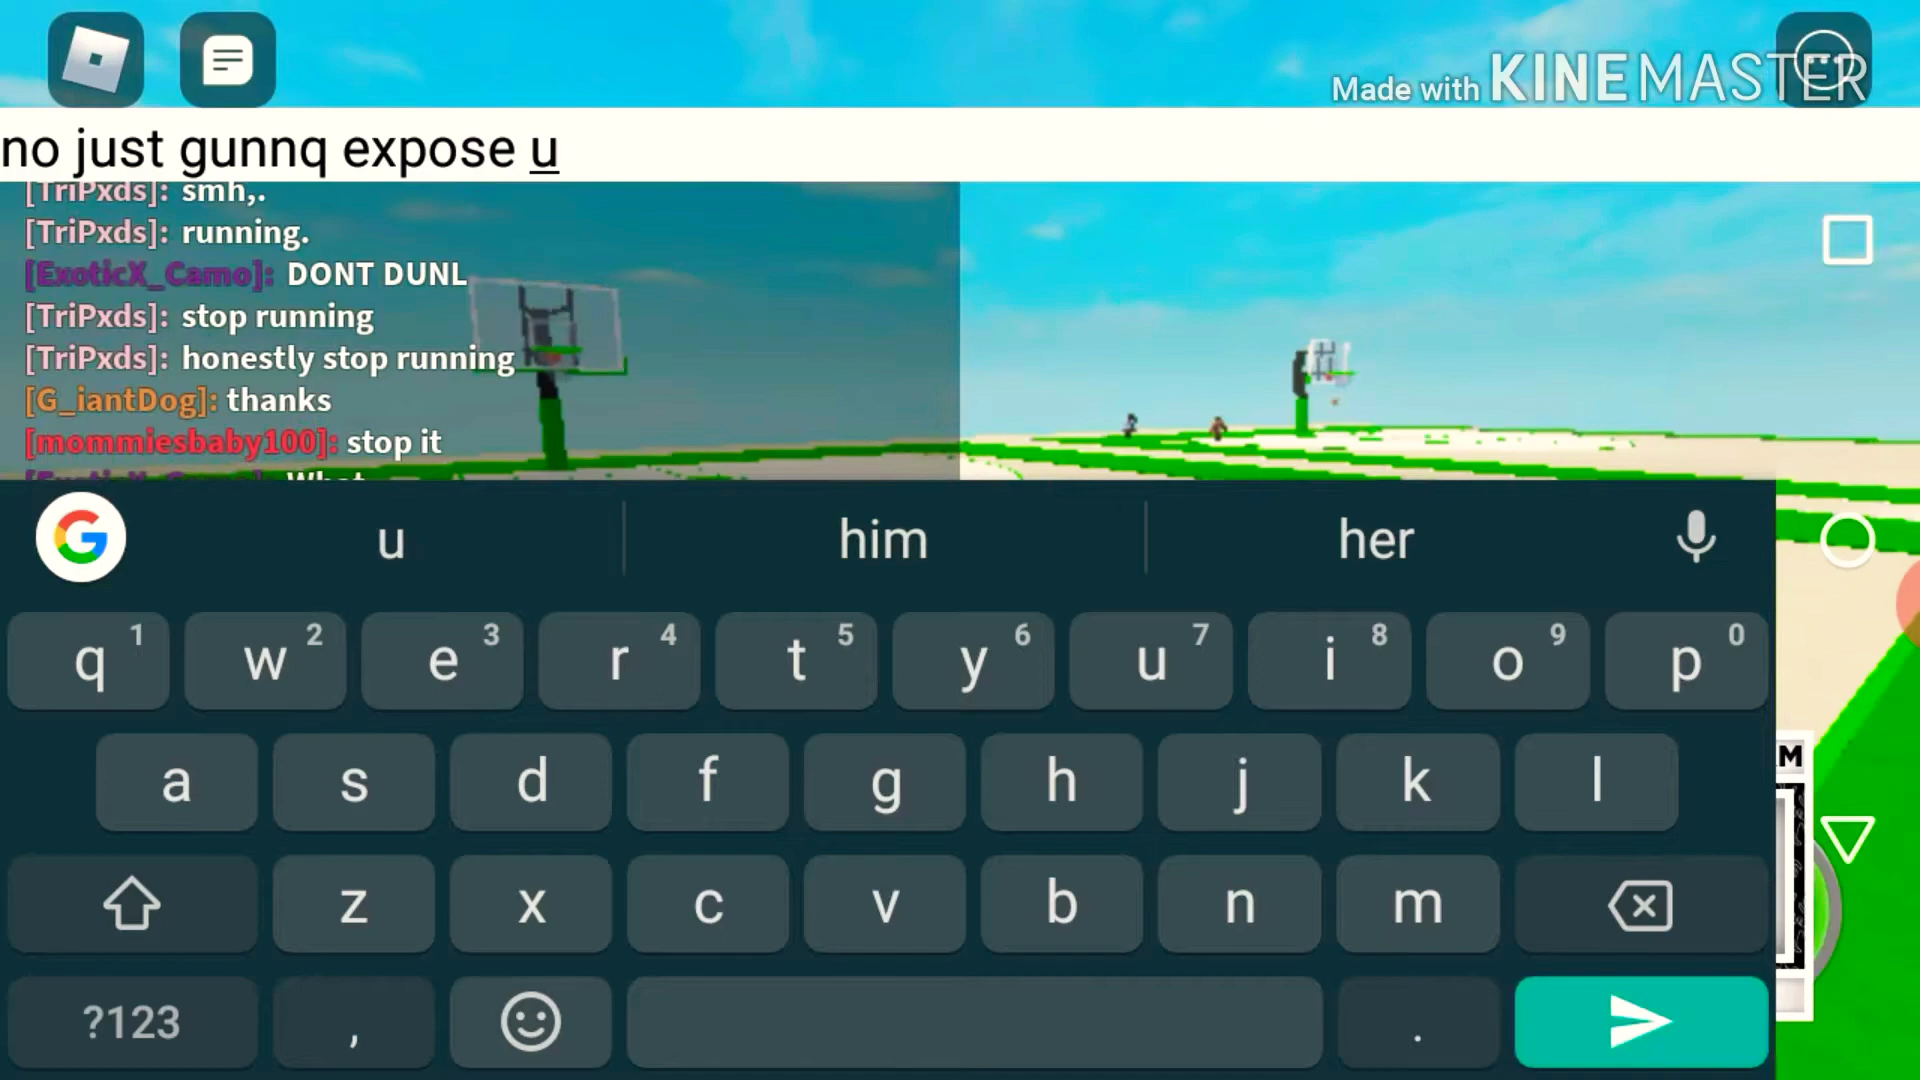 Made with KINEMASTER
no just gunnq expose u
[TriPxds]: smh,.
[TriPxds]: running.
[ExoticX_Camo]: DONT DUNL
[TriPxds]: stop running
[TriPxds]: honestly stop running
[G_iantDog]: thanks
[mommiesbaby100]: stop it
u him her
q 1 w 2 e 3 r 4 t 5 y 6 u 7 i 8 o 9 p 0
a s d f g h j k l
z x c v b n m
?123 , .